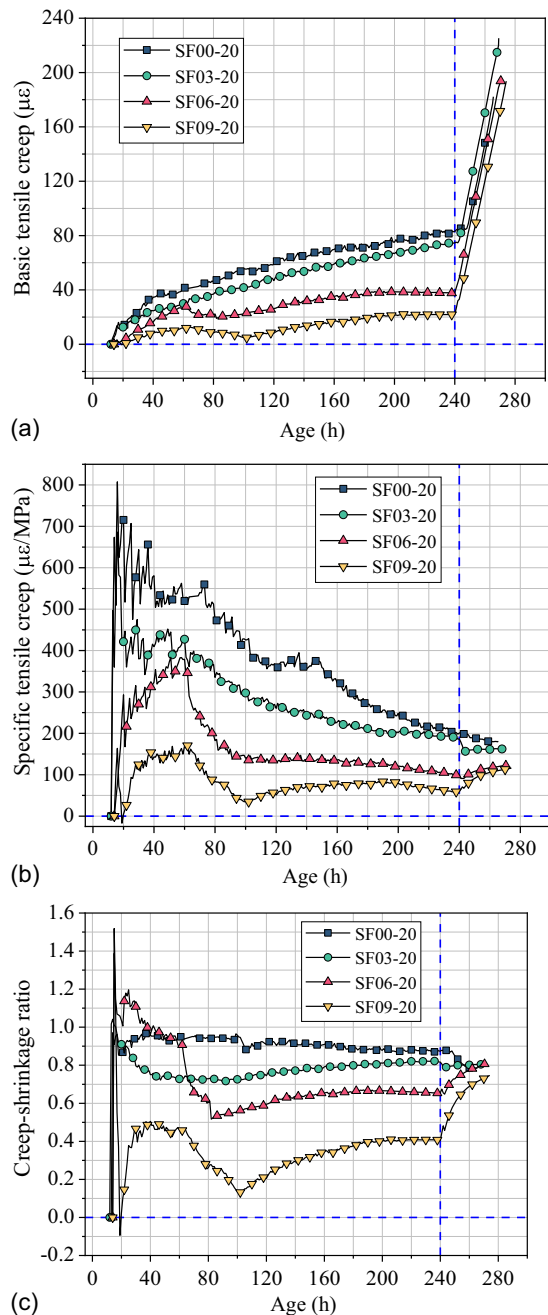 240
200
160
120
80
40
0
Basic tensile creep (με)
SF00-20
SF03-20
SF06-20
SF09-20
0 40 80 120 160 200 240 280
(a)
Age (h)
800
700
600
500
400
300
200
100
0
Specific tensile creep (με/MPa)
SF00-20
SF03-20
SF06-20
SF09-20
0 40 80 120 160 200 240 280
(b)
Age (h)
1.6
1.4
1.2
1.0
0.8
0.6
0.4
0.2
0.0
-0.2
Creep-shrinkage ratio
SF00-20
SF03-20
SF06-20
SF09-20
0 40 80 120 160 200 240 280
(c)
Age (h)